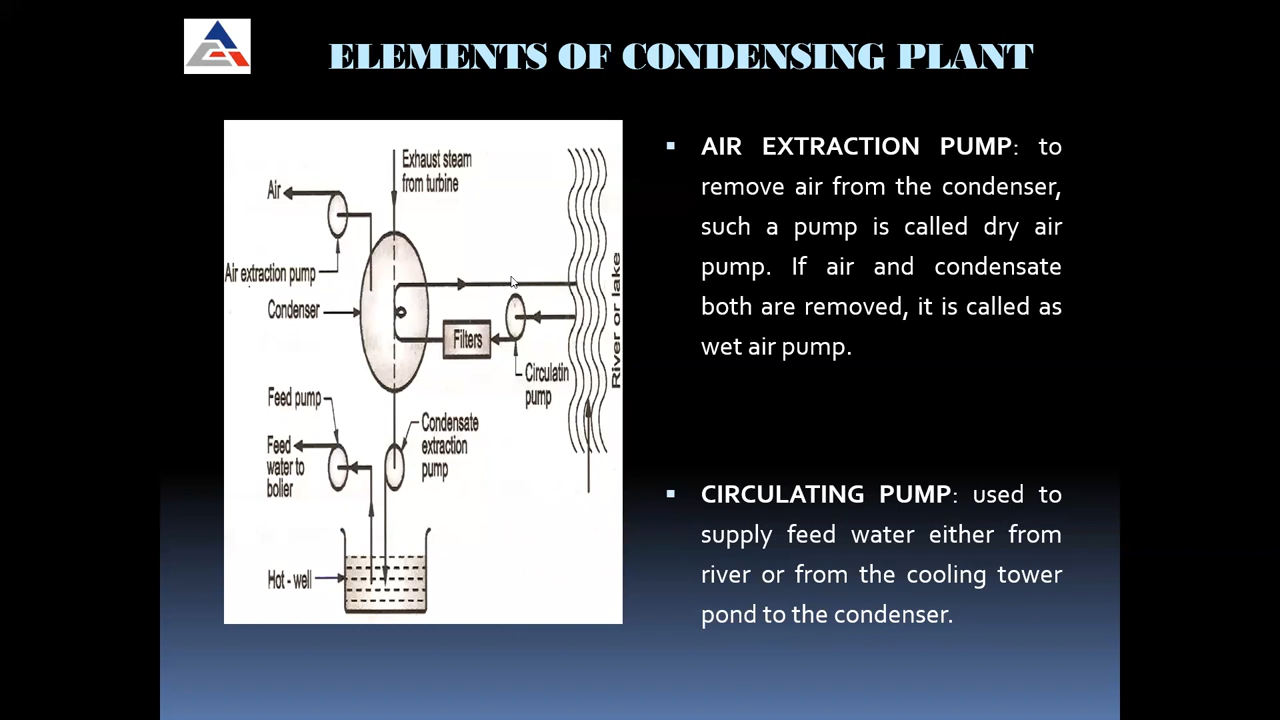 ELEMENTS OF CONDENSING PLANT
Exhaust steam
from turbine
Air
Air extraction pump
Condenser
Filters
River or lake
Circulatin
pump
Feed pump
Condensate
extraction
pump
Feed
water to
bolier
Hot - well
▪ AIR EXTRACTION PUMP: to
remove air from the condenser,
such a pump is called dry air
pump. If air and condensate
both are removed, it is called as
wet air pump.
▪ CIRCULATING PUMP: used to
supply feed water either from
river or from the cooling tower
pond to the condenser.